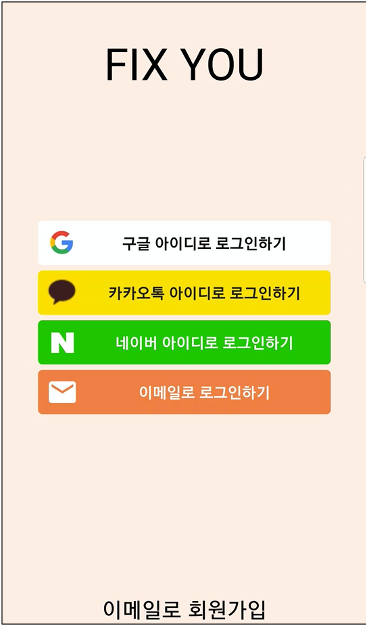 FIX YOU
구글 아이디로 로그인하기
카카오톡 아이디로 로그인하기
네이버 아이디로 로그인하기
이메일로 로그인하기
이메일로 회원가입